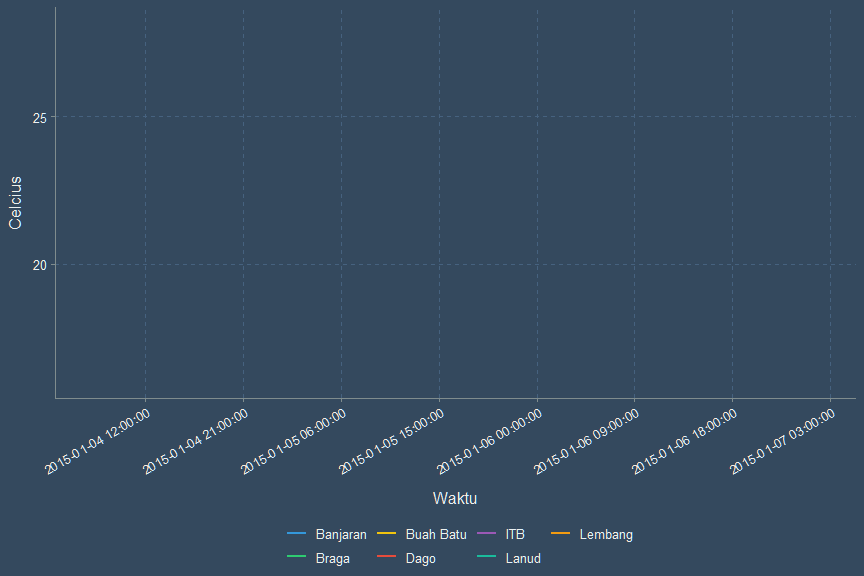 25
20
Celcius
2015-01-04 12:00:00
2015-01-04 21:00:00
2015-01-05 06:00:00
2015-01-05 15:00:00
2015-01-06 00:00:00
2015-01-06 09:00:00
2015-01-06 18:00:00
2015-01-07 03:00:00
Waktu
Banjaran Buah Batu ITB Lembang
Braga Dago Lanud